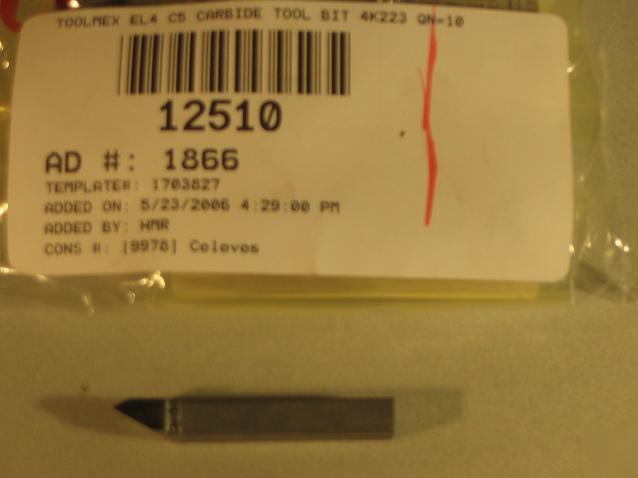 TOOLMEX EL4 C5 CARBIDE TOOL BIT 4K223 QN=10
12510
AD #: 1866
TEMPLATE#: 1703827
ADDED ON: 5/23/2006 4:29:00 PM
ADDED BY: HMR
CONS #: [9978] Colovos